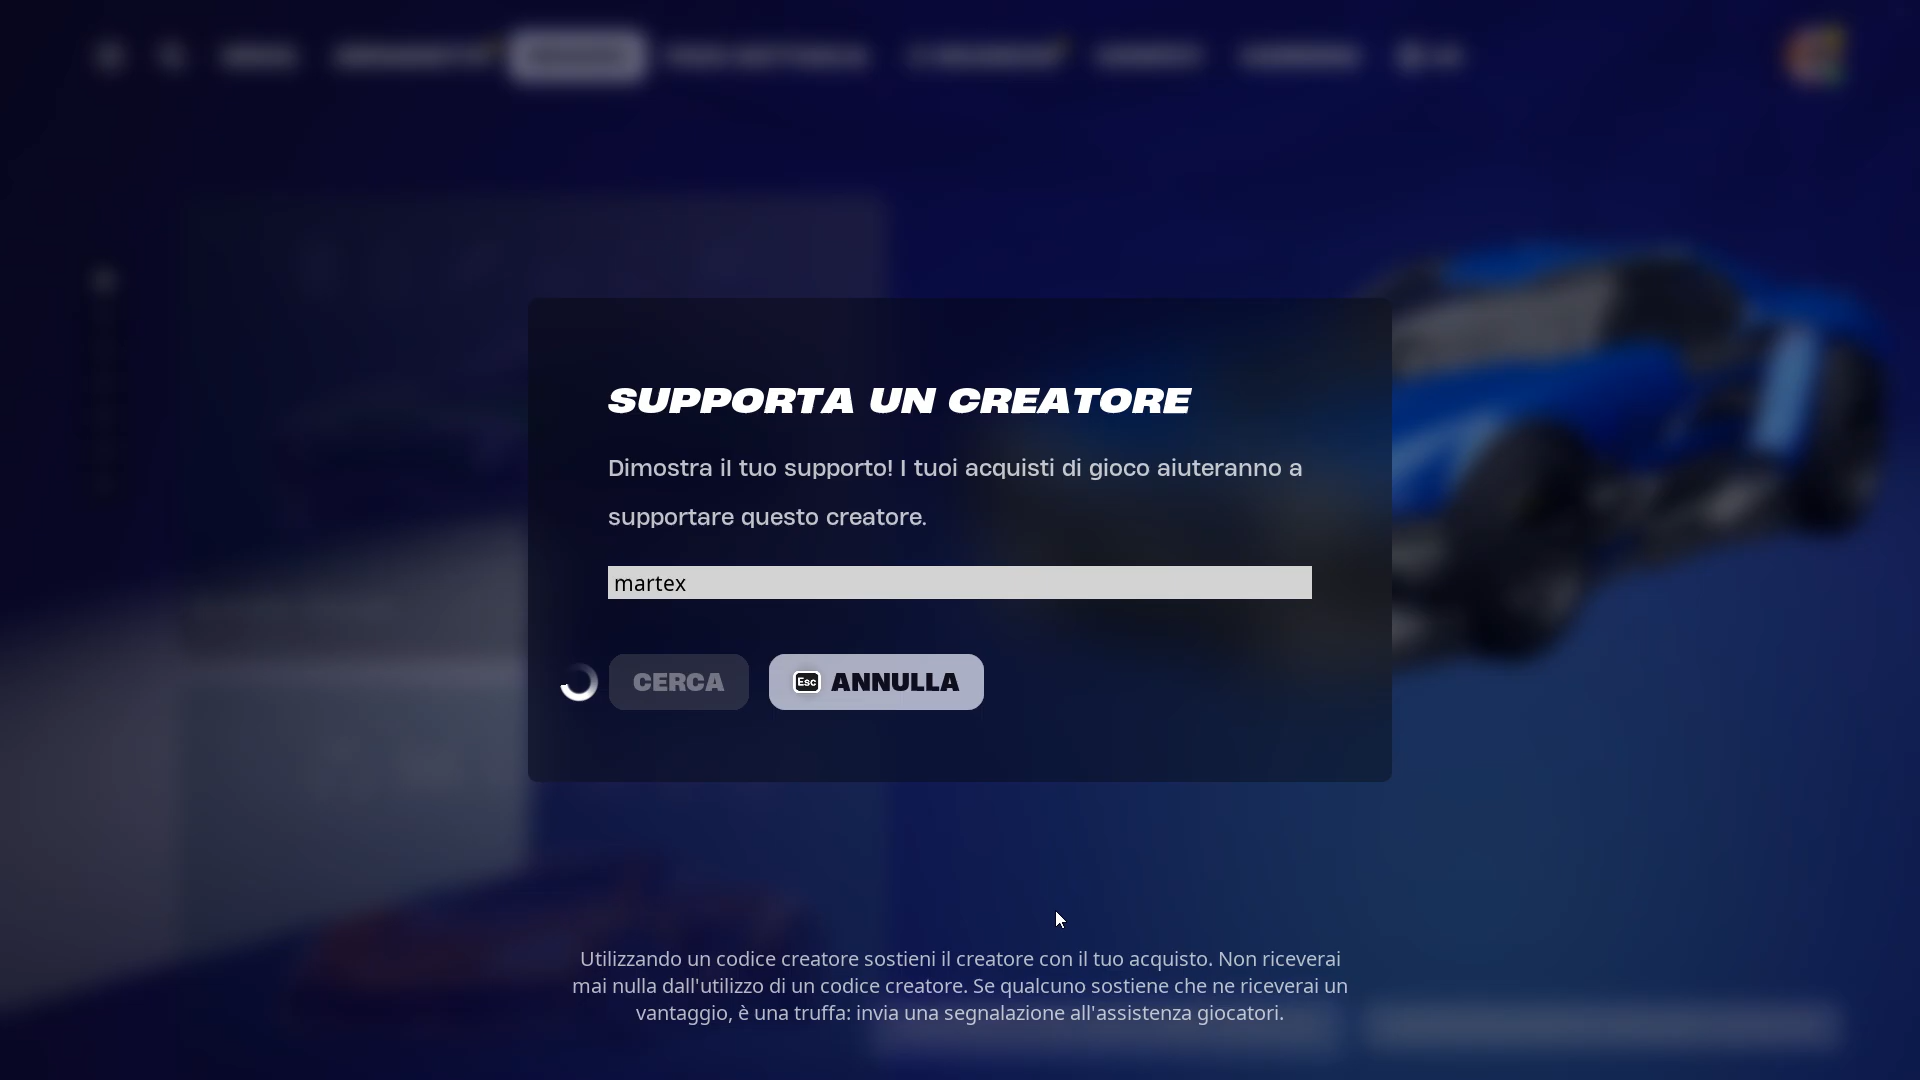 SUPPORTA UN CREATORE
Dimostra il tuo supporto! I tuoi acquisti di gioco aiuteranno a
supportare questo creatore.
martex
CERCA
Esc ANNULLA
Utilizzando un codice creatore sostieni il creatore con il tuo acquisto. Non riceverai
mai nulla dall'utilizzo di un codice creatore. Se qualcuno sostiene che ne riceverai un
vantaggio, è una truffa: invia una segnalazione all'assistenza giocatori.